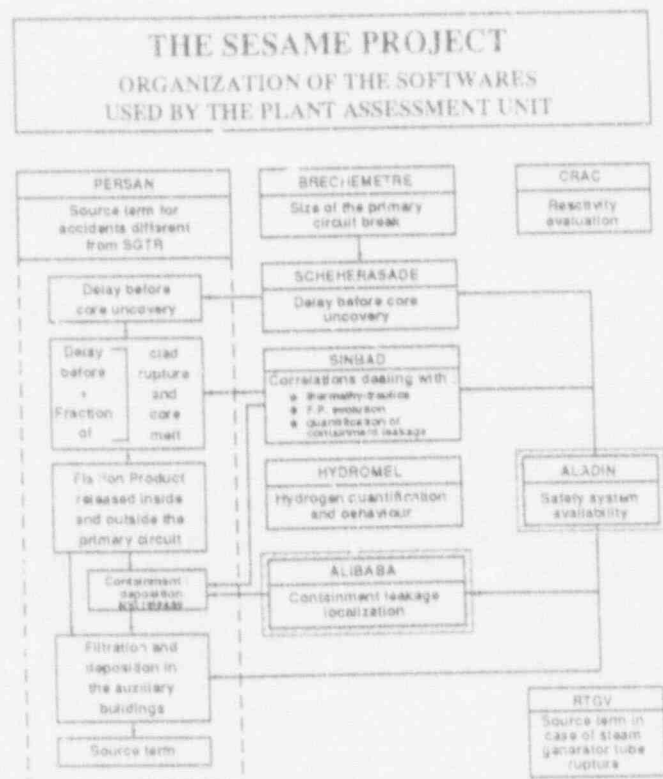 THE SESAME PROJECT
ORGANIZATION OF THE SOFTWARES
USED BY THE PLANT ASSESSMENT UNIT
PERSAN
Source term for
accidents different
from SGTR
BRECHEMETRE
Size of the primary
circuit break
CRAC
Reactivity
evaluation
SCHEHERASADE
Delay before core
uncovery
Delay before
core uncovery
Delay
before
+
Fraction
of
clad
rupture
and
core
melt
SINBAD
Correlations dealing with :
thermalhydraulics
F.P. evolution
quantification of
containment leakage
Fission Product
released inside
and outside the
primary circuit
HYDROMEL
Hydrogen quantification
and behaviour
ALADIN
Safety system
availability
Containment
deposition
ALIBABA
Containment leakage
localization
Filtration and
deposition in
the auxiliary
buildings
Source term
RTGV
Source term in
case of steam
generator tube
rupture